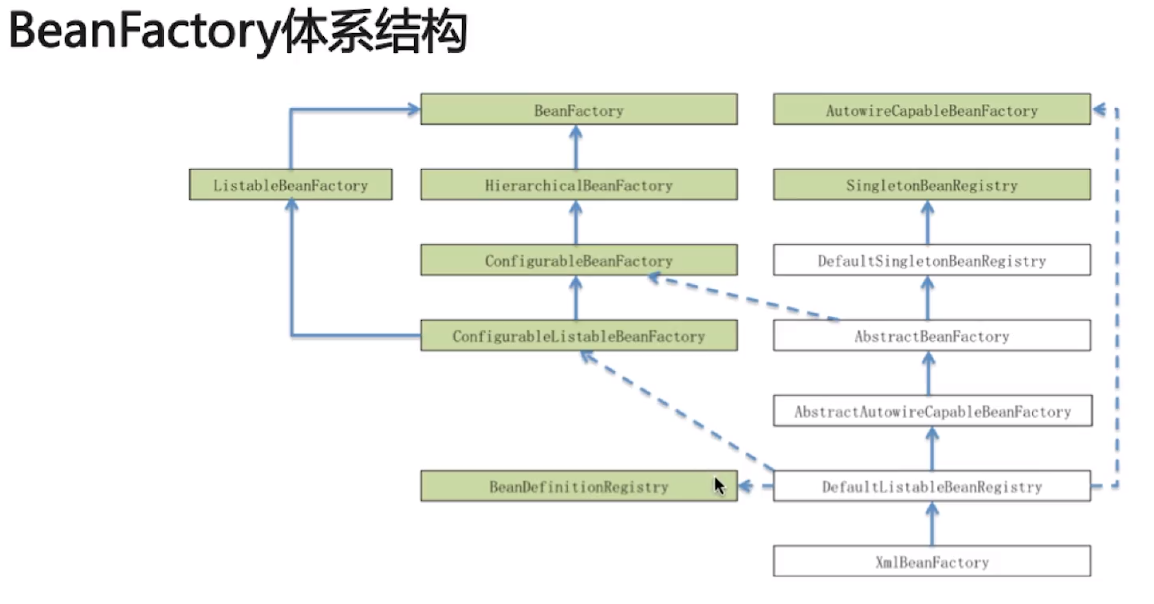 BeanFactory体系结构
BeanFactory
AutowireCapableBeanFactory
ListableBeanFactory
HierarchicalBeanFactory
SingletonBeanRegistry
ConfigurableBeanFactory
DefaultSingletonBeanRegistry
ConfigurableListableBeanFactory
AbstractBeanFactory
AbstractAutowireCapableBeanFactory
BeanDefinitionRegistry
DefaultListableBeanRegistry
XmlBeanFactory